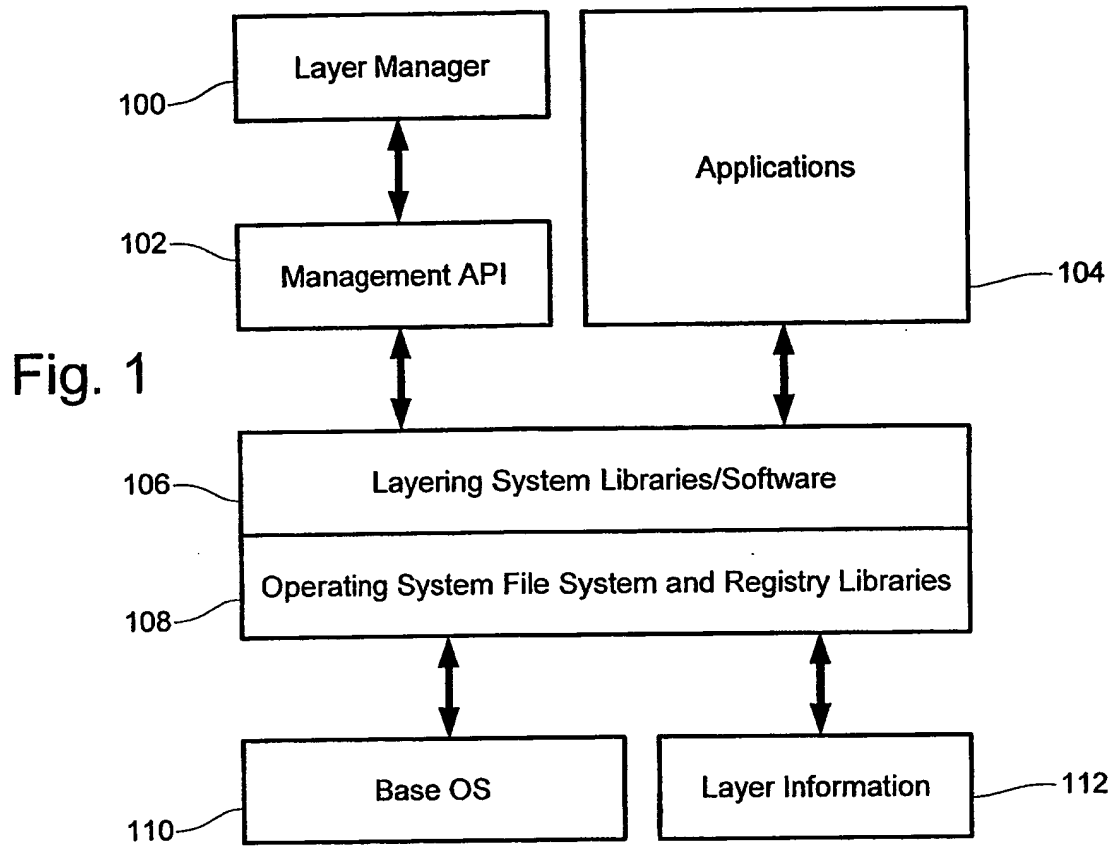 Layer Manager
100
Applications
102
Management API
104
Fig. 1
106
Layering System Libraries/Software
Operating System File System and Registry Libraries
108
Base OS
110
Layer Information
112